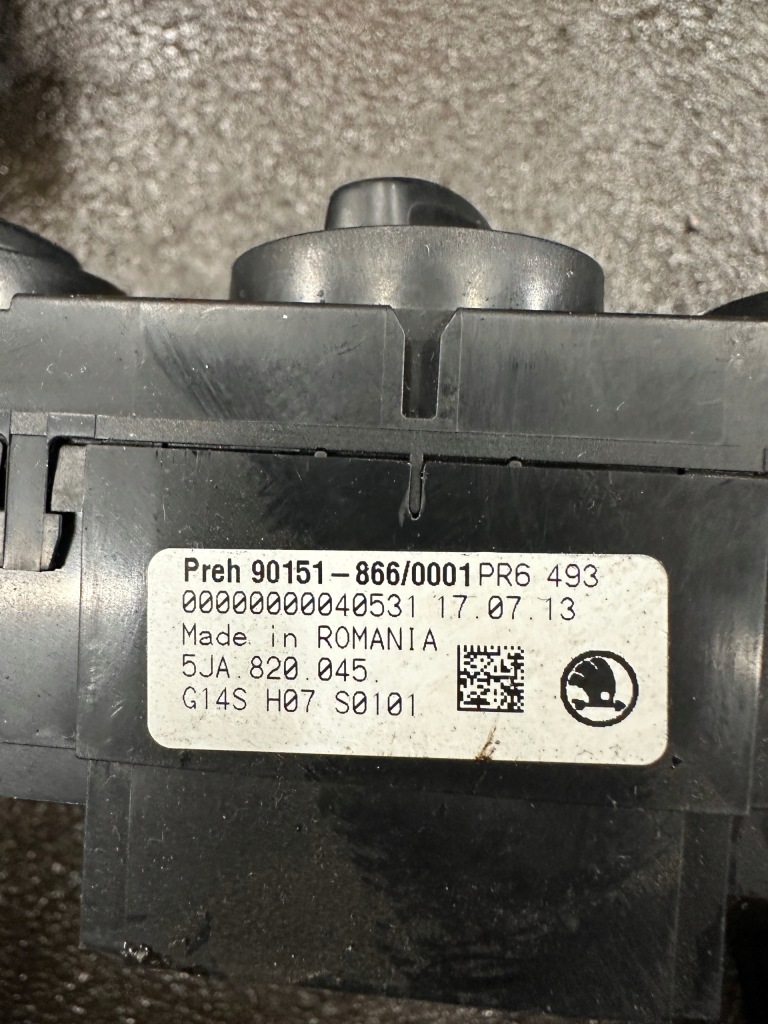 Preh 90151-866/0001 PR6 493
00000000040531 17.07.13
Made in ROMANIA
5JA.820.045.
G14S H07 S0101